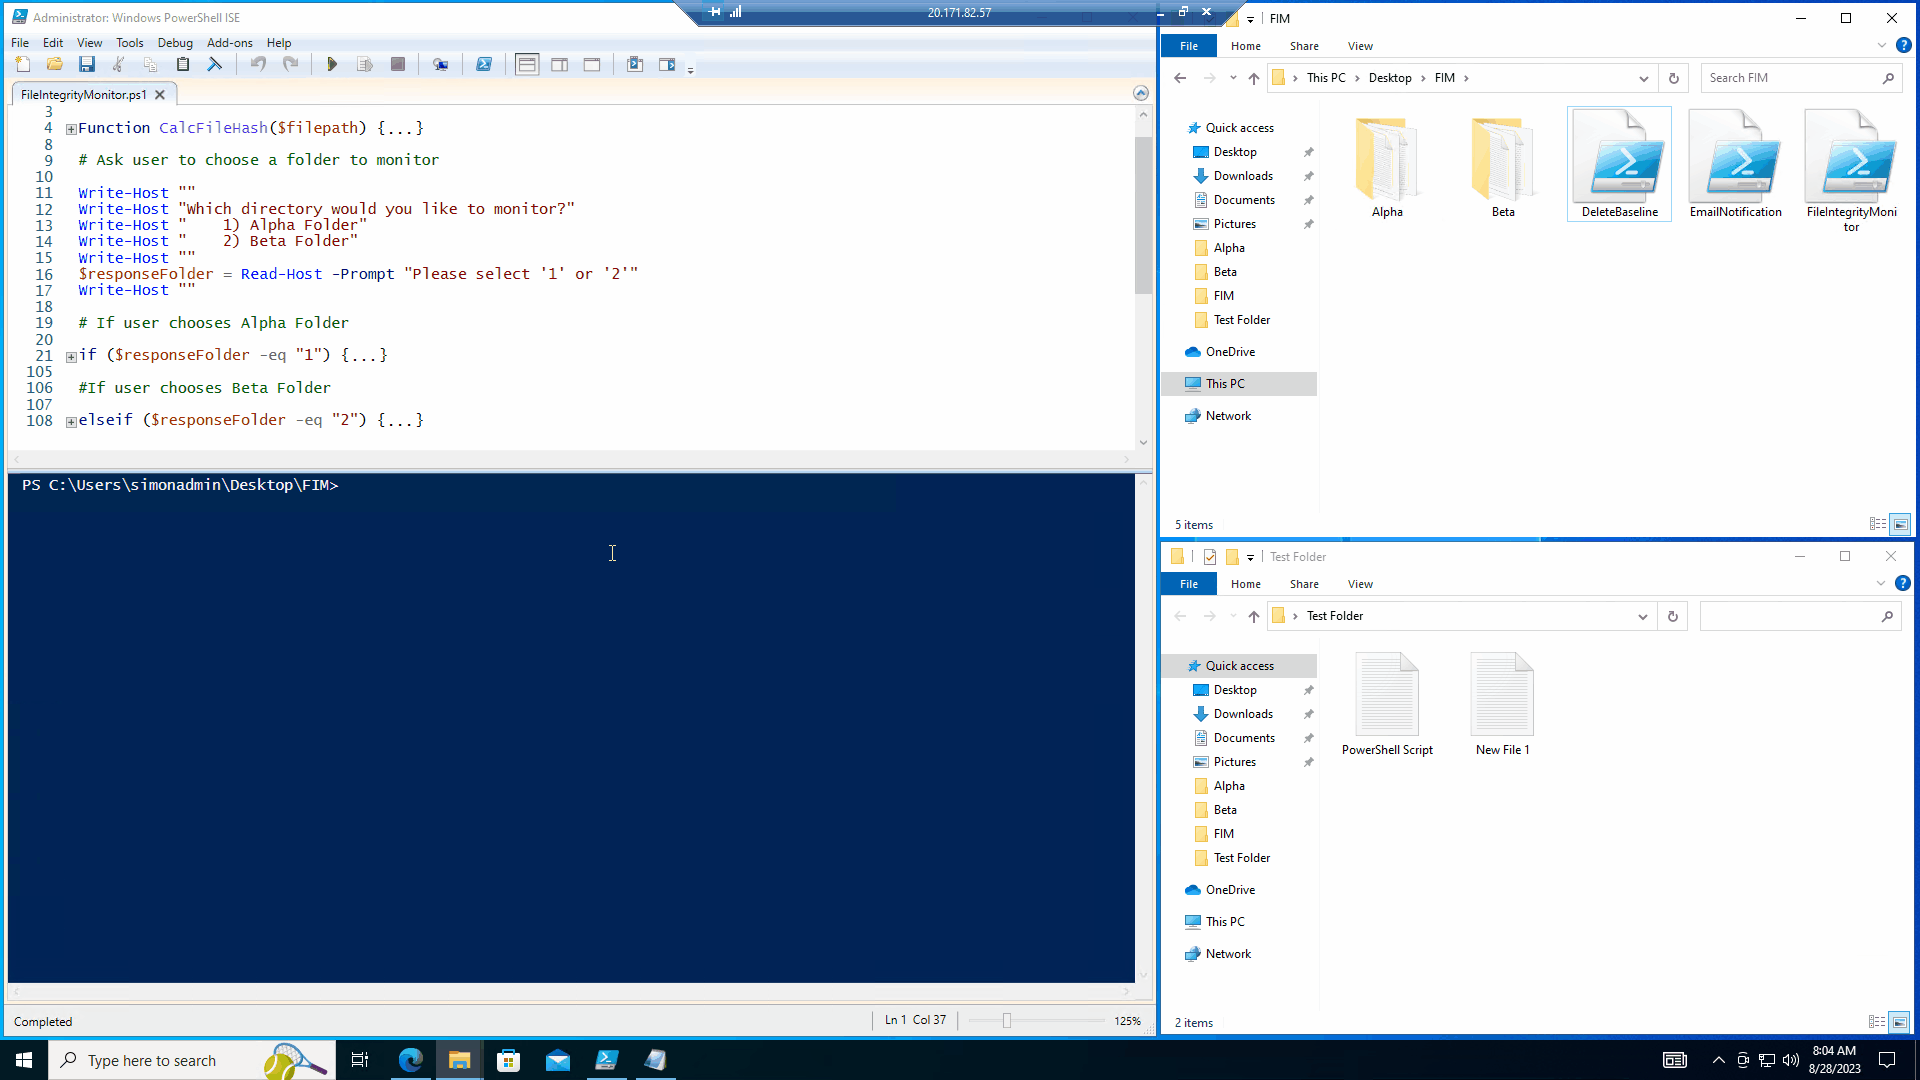 Administrator: Windows PowerShell ISE
File Edit View Tools Debug Add-ons Help
FileIntegrityMonitor.ps1
3
4 Function CalcFileHash($filepath) {...}
8
9 # Ask user to choose a folder to monitor
10
11 Write-Host ""
12 Write-Host "Which directory would you like to monitor?"
13 Write-Host "    1) Alpha Folder"
14 Write-Host "    2) Beta Folder"
15 Write-Host ""
16 $responseFolder = Read-Host -Prompt "Please select '1' or '2'"
17 Write-Host ""
18
19 # If user chooses Alpha Folder
20
21 if ($responseFolder -eq "1") {...}
105
106 #If user chooses Beta Folder
107
108 elseif ($responseFolder -eq "2") {...}
PS C:\Users\simonadmin\Desktop\FIM>
Completed
Ln 1 Col 37
125%
20.171.82.57
FIM
File Home Share View
This PC > Desktop > FIM >
Search FIM
Quick access
Desktop
Downloads
Documents
Pictures
Alpha
Beta
FIM
Test Folder
OneDrive
This PC
Network
Alpha
Beta
DeleteBaseline
EmailNotification
FileIntegrityMoni
tor
5 items
Test Folder
File Home Share View
> Test Folder
Quick access
Desktop
Downloads
Documents
Pictures
Alpha
Beta
FIM
Test Folder
OneDrive
This PC
Network
PowerShell Script
New File 1
2 items
Type here to search
8:04 AM
8/28/2023